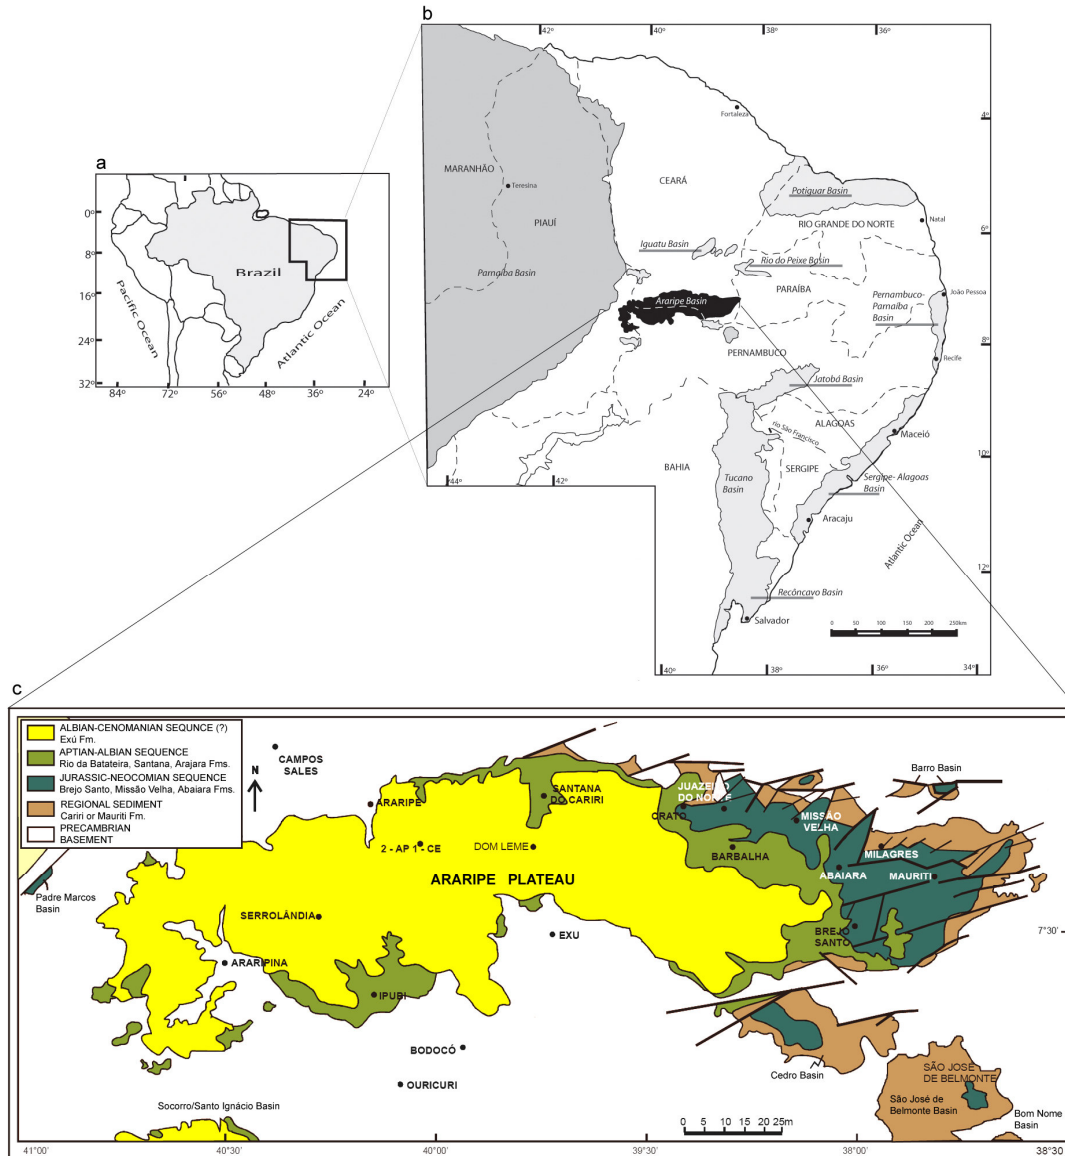 a
0º
8º
16º
24º
32º
84º
72º
56º
48º
36º
24º
Brazil
Pacific Ocean
Atlantic Ocean
b
42º
40º
38º
36º
4º
6º
8º
10º
12º
44º
42º
40º
38º
36º
34º
Fortaleza
MARANHÃO
Teresina
CEARÁ
PIAUÍ
Parnaíba Basin
Potiguar Basin
RIO GRANDE DO NORTE
Natal
Iguatu Basin
Rio do Peixe Basin
PARAÍBA
João Pessoa
Araripe Basin
Pernambuco-
Parnaíba
Basin
PERNAMBUCO
Recife
Jatobá Basin
ALAGOAS
rio São Francisco
Maceió
BAHIA
Tucano
Basin
SERGIPE
Sergipe- Alagoas
Basin
Aracaju
Atlantic Ocean
Recôncavo Basin
Salvador
0 50 100 150 200 250km
c
ALBIAN-CENOMANIAN SEQUNCE (?)
Exú Fm.
APTIAN-ALBIAN SEQUENCE
Rio da Batateira, Santana, Arajara Fms.
JURASSIC-NEOCOMIAN SEQUENCE
Brejo Santo, Missão Velha, Abaiara Fms.
REGIONAL SEDIMENT
Cariri or Mauriti Fm.
PRECAMBRIAN
BASEMENT
N
CAMPOS
SALES
ARARIPE
SANTANA
DO CARIRI
JUAZEIRO
DO NORTE
CRATO
MISSÃO
VELHA
Barro Basin
2 - AP 1 - CE
DOM LEME
BARBALHA
MILAGRES
ABAIARA
MAURITI
ARARIPE PLATEAU
Padre Marcos
Basin
SERROLÂNDIA
EXU
BREJO
SANTO
7º30'
ARARIPINA
IPUBI
BODOCÓ
OURICURI
Cedro Basin
SÃO JOSÉ
DE BELMONTE
São José de
Belmonte Basin
Bom Nome
Basin
Socorro/Santo Ignácio Basin
0 5 10 15 20 25m
41º00'
40º30'
40º00'
39º30'
38º00'
38º30'